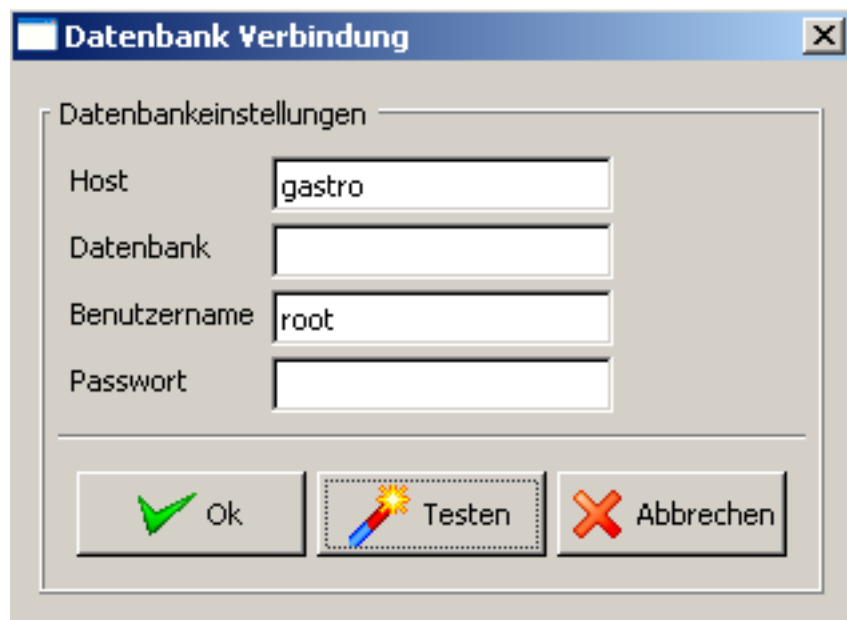 Datenbank Verbindung
Datenbankeinstellungen
Host gastro
Datenbank
Benutzername root
Passwort
Ok Testen Abbrechen